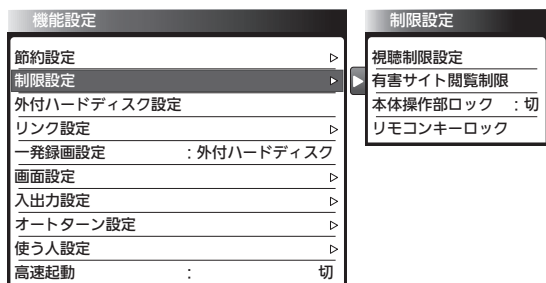 機能設定
節約設定
制限設定
外付ハードディスク設定
リンク設定
一発録画設定 : 外付ハードディスク
画面設定
入出力設定
オートターン設定
使う人設定
高速起動 : 切
制限設定
視聴制限設定
有害サイト閲覧制限
本体操作部ロック : 切
リモコンキーロック